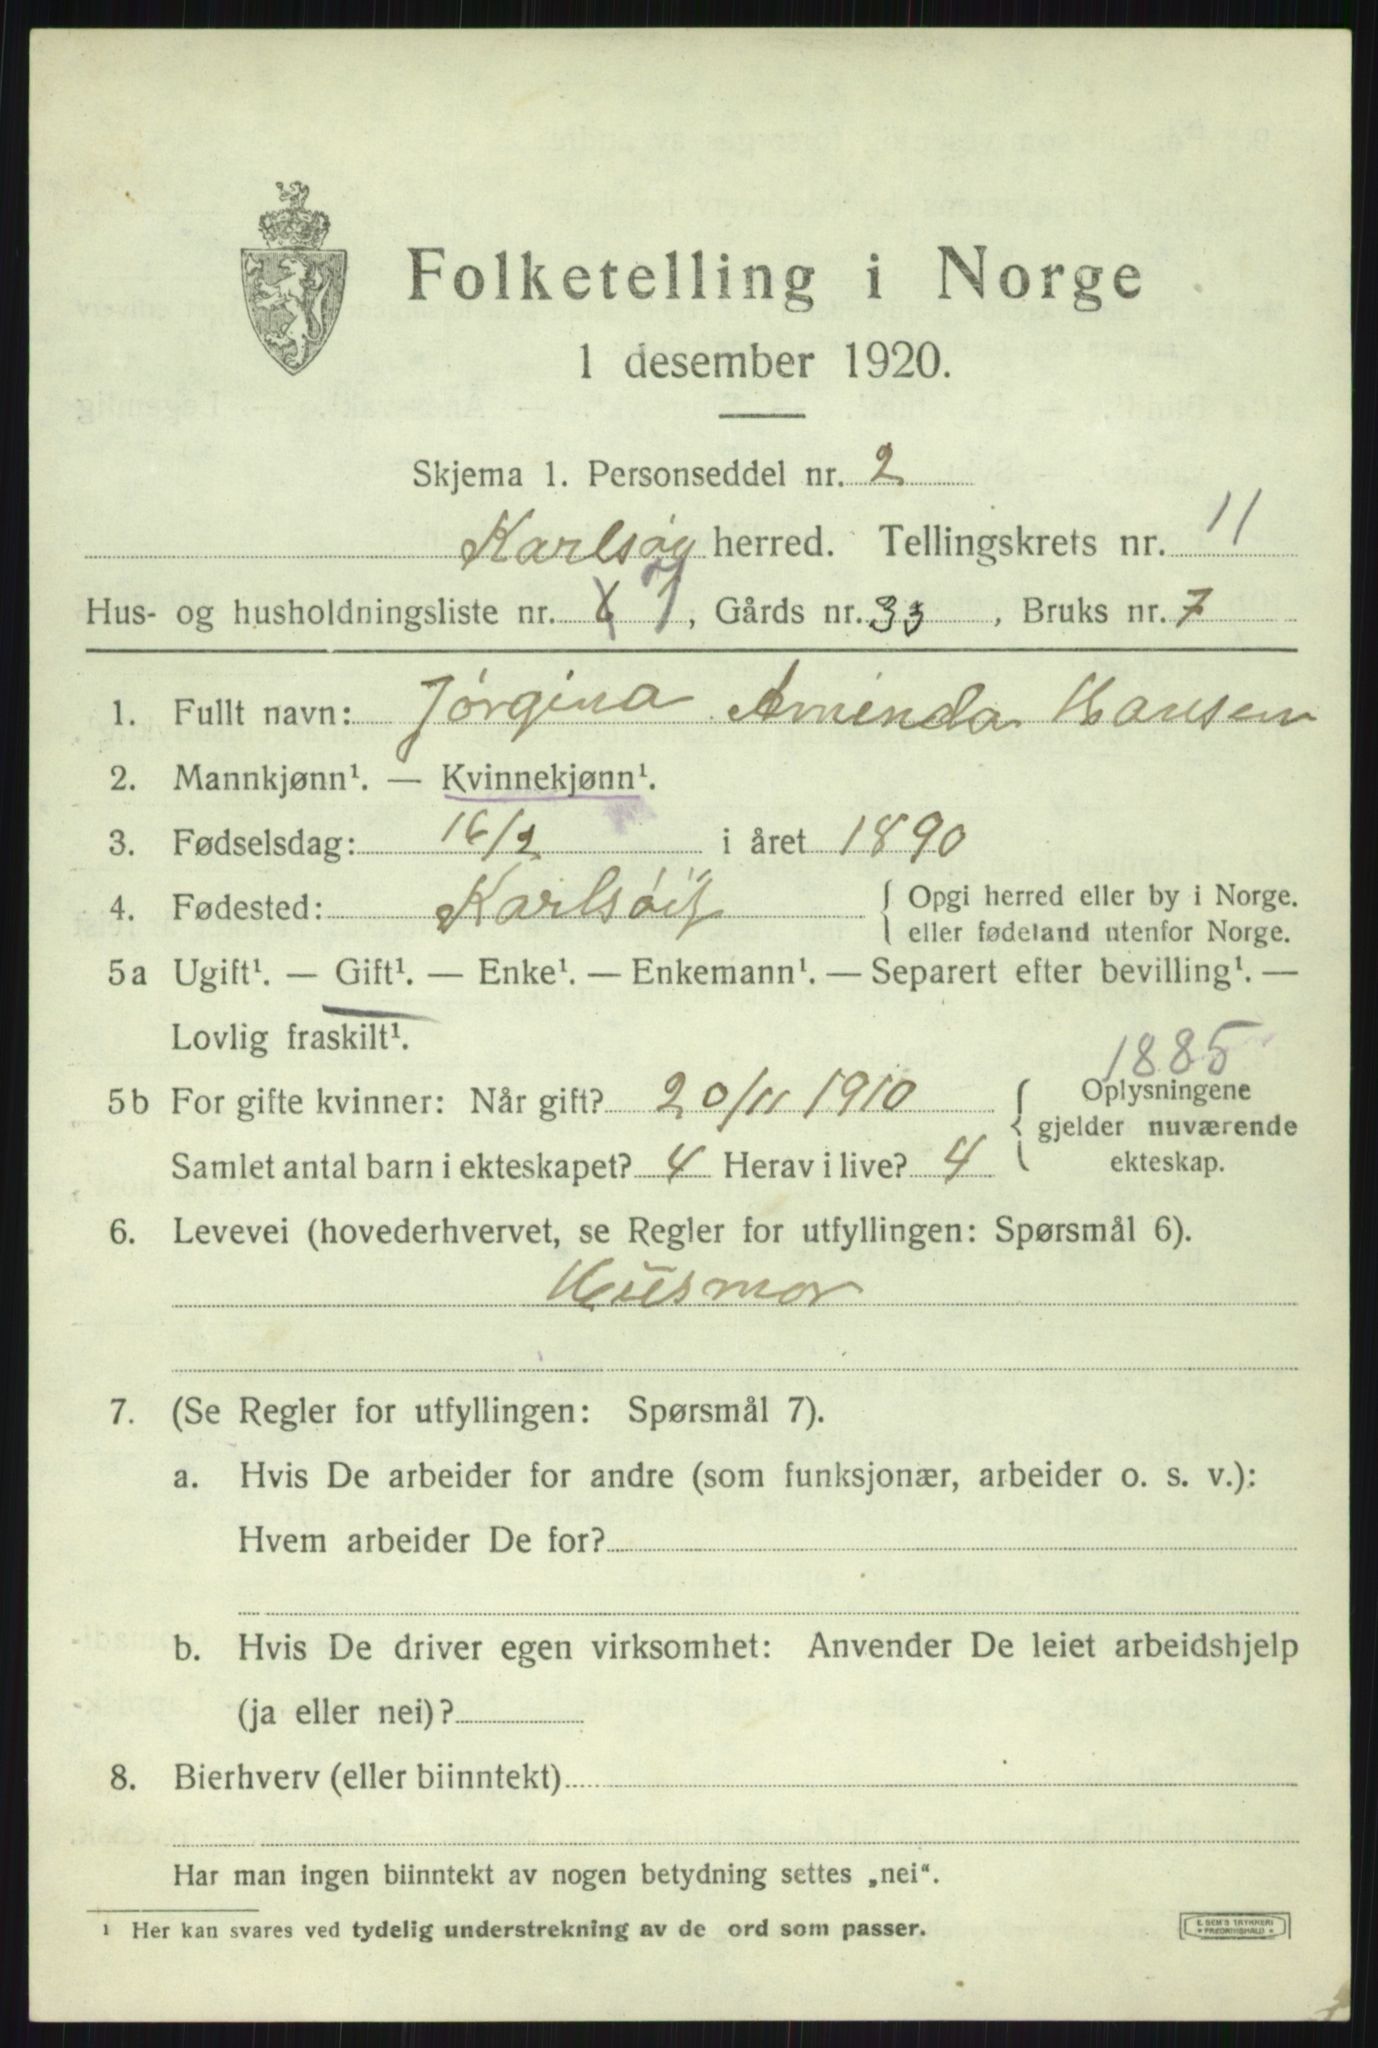 Folketelling i Norge
1 desember 1920.
Skjema 1. Personseddel nr. 2
Karlsøy herred. Tellingskrets nr. 11
Hus- og husholdningsliste nr. 7, Gårds nr. 33, Bruks nr. 7
1. Fullt navn: Jørgina Aminda Hansen
2. Mannkjønn¹. — Kvinnekjønn¹.
3. Fødselsdag: 16/2 i året 1890
4. Fødested: Karlsöy { Opgi herred eller by i Norge.
eller fødeland utenfor Norge.
5a Ugift¹. — Gift¹. — Enke¹. — Enkemann¹. — Separert efter bevilling¹. —
Lovlig fraskilt¹.
1885
5b For gifte kvinner: Når gift? 20/11 1910 { Oplysningene
gjelder nuværende
Samlet antal barn i ekteskapet? 4 Herav i live? 4 ekteskap.
6. Levevei (hovederhvervet, se Regler for utfyllingen: Spørsmål 6).
Husmor
7. (Se Regler for utfyllingen: Spørsmål 7).
a. Hvis De arbeider for andre (som funksjonær, arbeider o. s. v.):
Hvem arbeider De for?
b. Hvis De driver egen virksomhet: Anvender De leiet arbeidshjelp
(ja eller nei)?
8. Bierhverv (eller biinntekt)
Har man ingen biinntekt av nogen betydning settes „nei“.
¹ Her kan svares ved tydelig understrekning av de ord som passer.
E. SEM'S TRYKKERI
FREDRIKSHALD